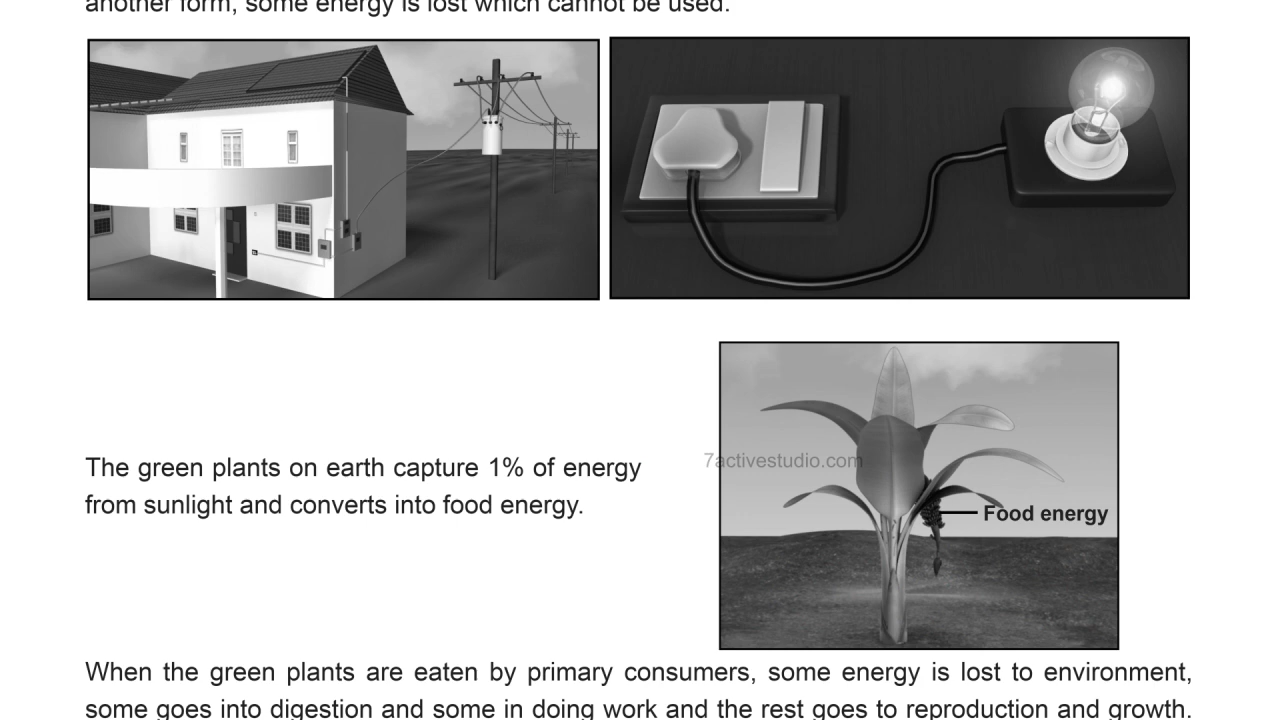 another form, some energy is lost which cannot be used.
The green plants on earth capture 1% of energy
from sunlight and converts into food energy.
7activestudio.com
Food energy
When the green plants are eaten by primary consumers, some energy is lost to environment,
some goes into digestion and some in doing work and the rest goes to reproduction and growth.